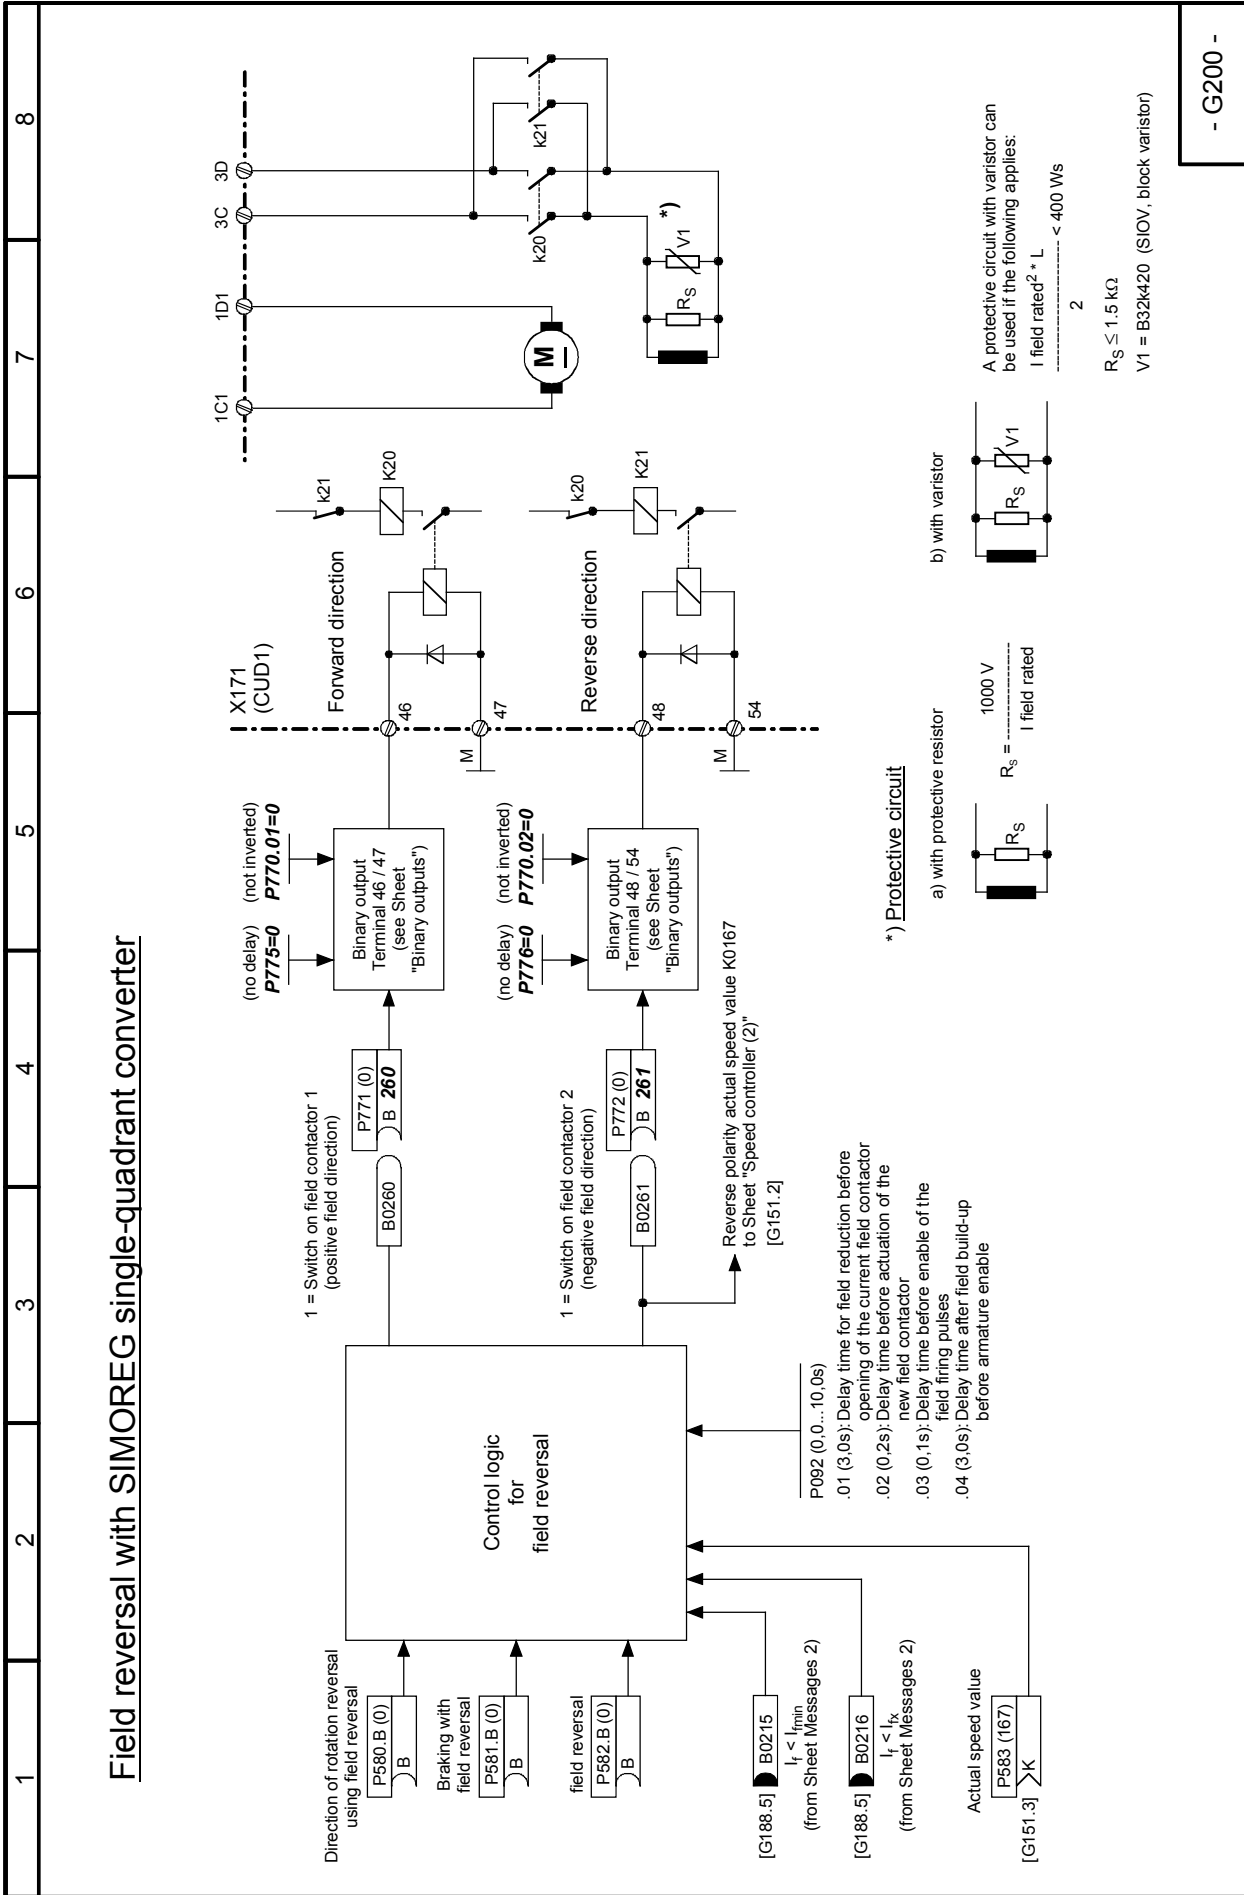 1
2
3
4
5
6
7
8
Field reversal with SIMOREG single-quadrant converter
Direction of rotation reversal
using field reversal
P580.B (0)
B
Braking with
field reversal
P581.B (0)
B
field reversal
P582.B (0)
B
[G188.5]
B0215
I f < I fmin
(from Sheet Messages 2)
[G188.5]
B0216
I f < I fx
(from Sheet Messages 2)
Actual speed value
P583 (167)
K
[G151.3]
Control logic
for
field reversal
P092 (0,0...10,0s)
.01 (3,0s): Delay time for field reduction before
opening of the current field contactor
.02 (0,2s): Delay time before actuation of the
new field contactor
.03 (0,1s): Delay time before enable of the
field firing pulses
.04 (3,0s): Delay time after field build-up
before armature enable
1 = Switch on field contactor 1
(positive field direction)
B0260
P771 (0)
B 260
1 = Switch on field contactor 2
(negative field direction)
B0261
P772 (0)
B 261
Reverse polarity actual speed value K0167
to Sheet "Speed controller (2)"
[G151.2]
(no delay)
P775=0
(not inverted)
P770.01=0
Binary output
Terminal 46 / 47
(see Sheet
"Binary outputs")
(no delay)
P776=0
(not inverted)
P770.02=0
Binary output
Terminal 48 / 54
(see Sheet
"Binary outputs")
X171
(CUD1)
Forward direction
46
47
M
k21
K20
Reverse direction
48
54
M
k20
K21
1C1
1D1
3C
3D
M
k20
k21
RS
V1
*)
*) Protective circuit
a) with protective resistor
RS
1000 V
RS = ---------------
I field rated
b) with varistor
RS
V1
A protective circuit with varistor can
be used if the following applies:
I field rated² * L
------------------------ < 400 Ws
2
RS ≤ 1.5 kΩ
V1 = B32k420 (SIOV, block varistor)
- G200 -